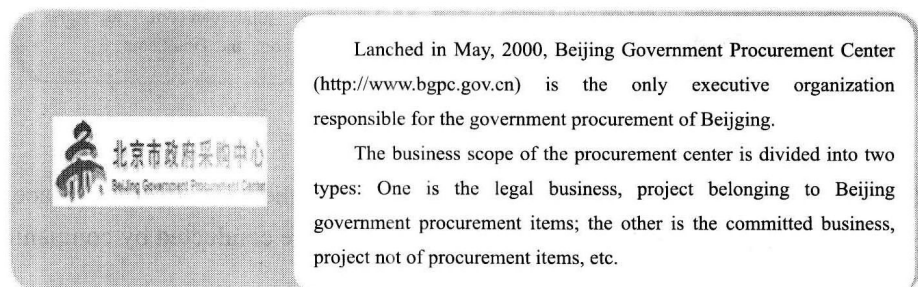 北京市政府采购中心
BeiJing Government Procurement Center
Lanched in May, 2000, Beijing Government Procurement Center
(http://www.bgpc.gov.cn) is the only executive organization
responsible for the government procurement of Beijging.
The business scope of the procurement center is divided into two
types: One is the legal business, project belonging to Beijing
government procurement items; the other is the committed business,
project not of procurement items, etc.